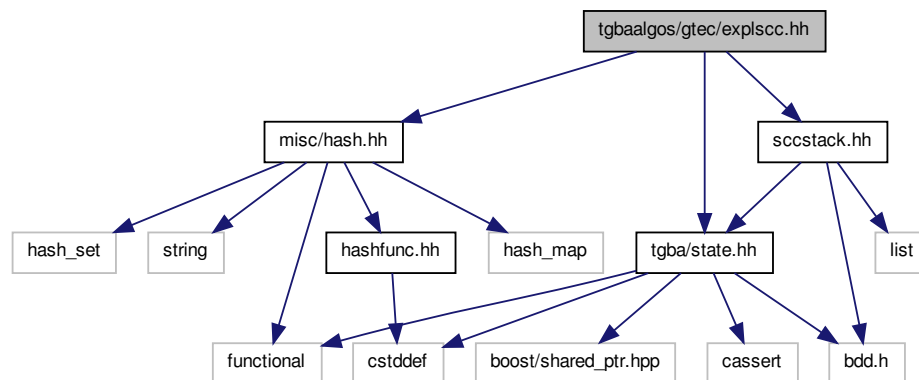 tgbaalgos/gtec/explscc.hh
misc/hash.hh
sccstack.hh
hash_set
string
hashfunc.hh
hash_map
tgba/state.hh
list
functional
cstddef
boost/shared_ptr.hpp
cassert
bdd.h